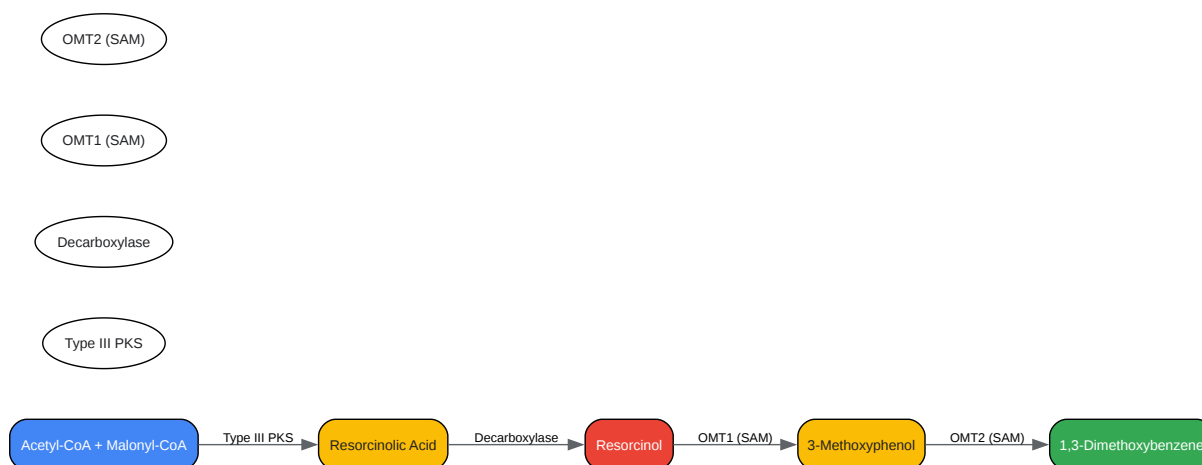 OMT2 (SAM)
OMT1 (SAM)
Decarboxylase
Type III PKS
Acetyl-CoA + Malonyl-CoA
Type III PKS
Resorcinolic Acid
Decarboxylase
Resorcinol
OMT1 (SAM)
3-Methoxyphenol
OMT2 (SAM)
1,3-Dimethoxybenzene